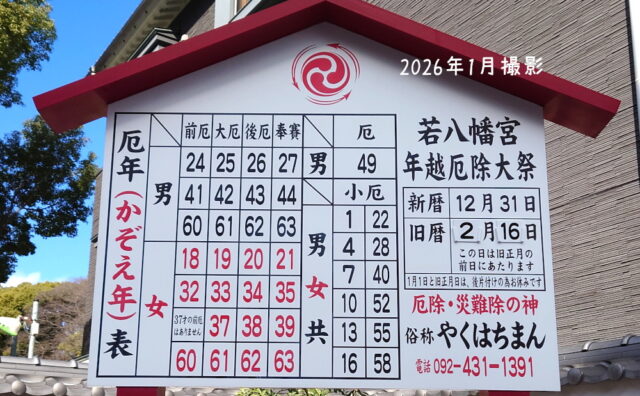 2026年1月撮影
厄年(かぞえ年)表
前厄 大厄 後厄 奉賽
男
24 25 26 27
41 42 43 44
60 61 62 63
女
18 19 20 21
32 33 34 35
37才の前厄はありません 37 38 39
60 61 62 63
厄
男 49
小厄
男女共
1 22
4 28
7 40
10 52
13 55
16 58
若八幡宮
年越厄除大祭
新暦 12月31日
旧暦 2月16日
この日は旧正月の
前日にあたります
1月1日と旧正月日は、後片付けの為お休みです
厄除・災難除の神
俗称 やくはちまん
電話 092-431-1391